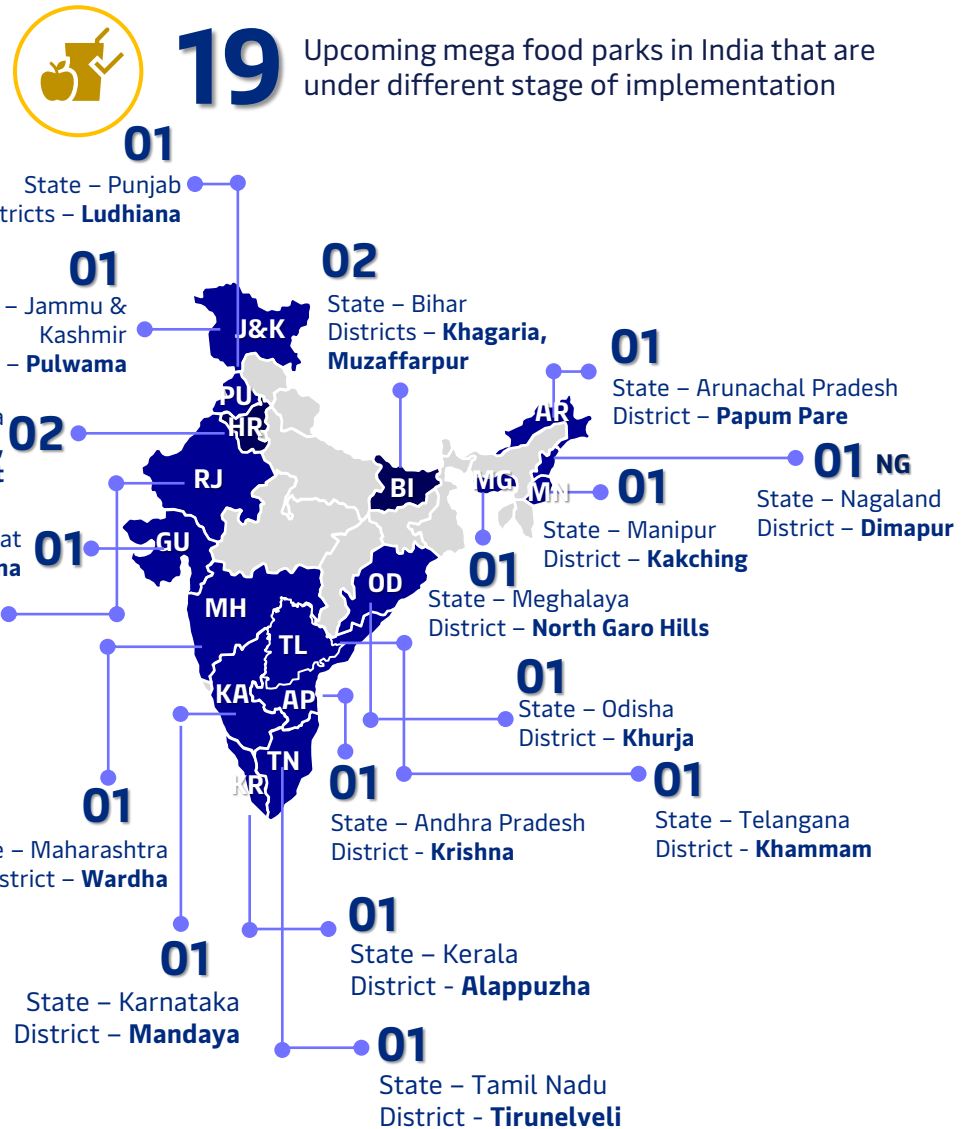 19
Upcoming mega food parks in India that are
under different stage of implementation
01
State – Punjab
tricts – Ludhiana
01
– Jammu &
Kashmir
– Pulwama
02
State – Bihar
Districts – Khagaria,
Muzaffarpur
01
State – Arunachal Pradesh
District – Papum Pare
02
01 NG
State – Nagaland
District – Dimapur
01
State – Manipur
District – Kakching
at
na
01
01
State – Meghalaya
District – North Garo Hills
J&K
PU
HR
RJ
GU
BI
AR
MG
MN
MH
OD
TL
KA
AP
TN
KR
01
State – Odisha
District – Khurja
01
State – Telangana
District - Khammam
01
State – Andhra Pradesh
District - Krishna
01
e – Maharashtra
istrict – Wardha
01
State – Kerala
District - Alappuzha
01
State – Karnataka
District – Mandaya
01
State – Tamil Nadu
District - Tirunelveli